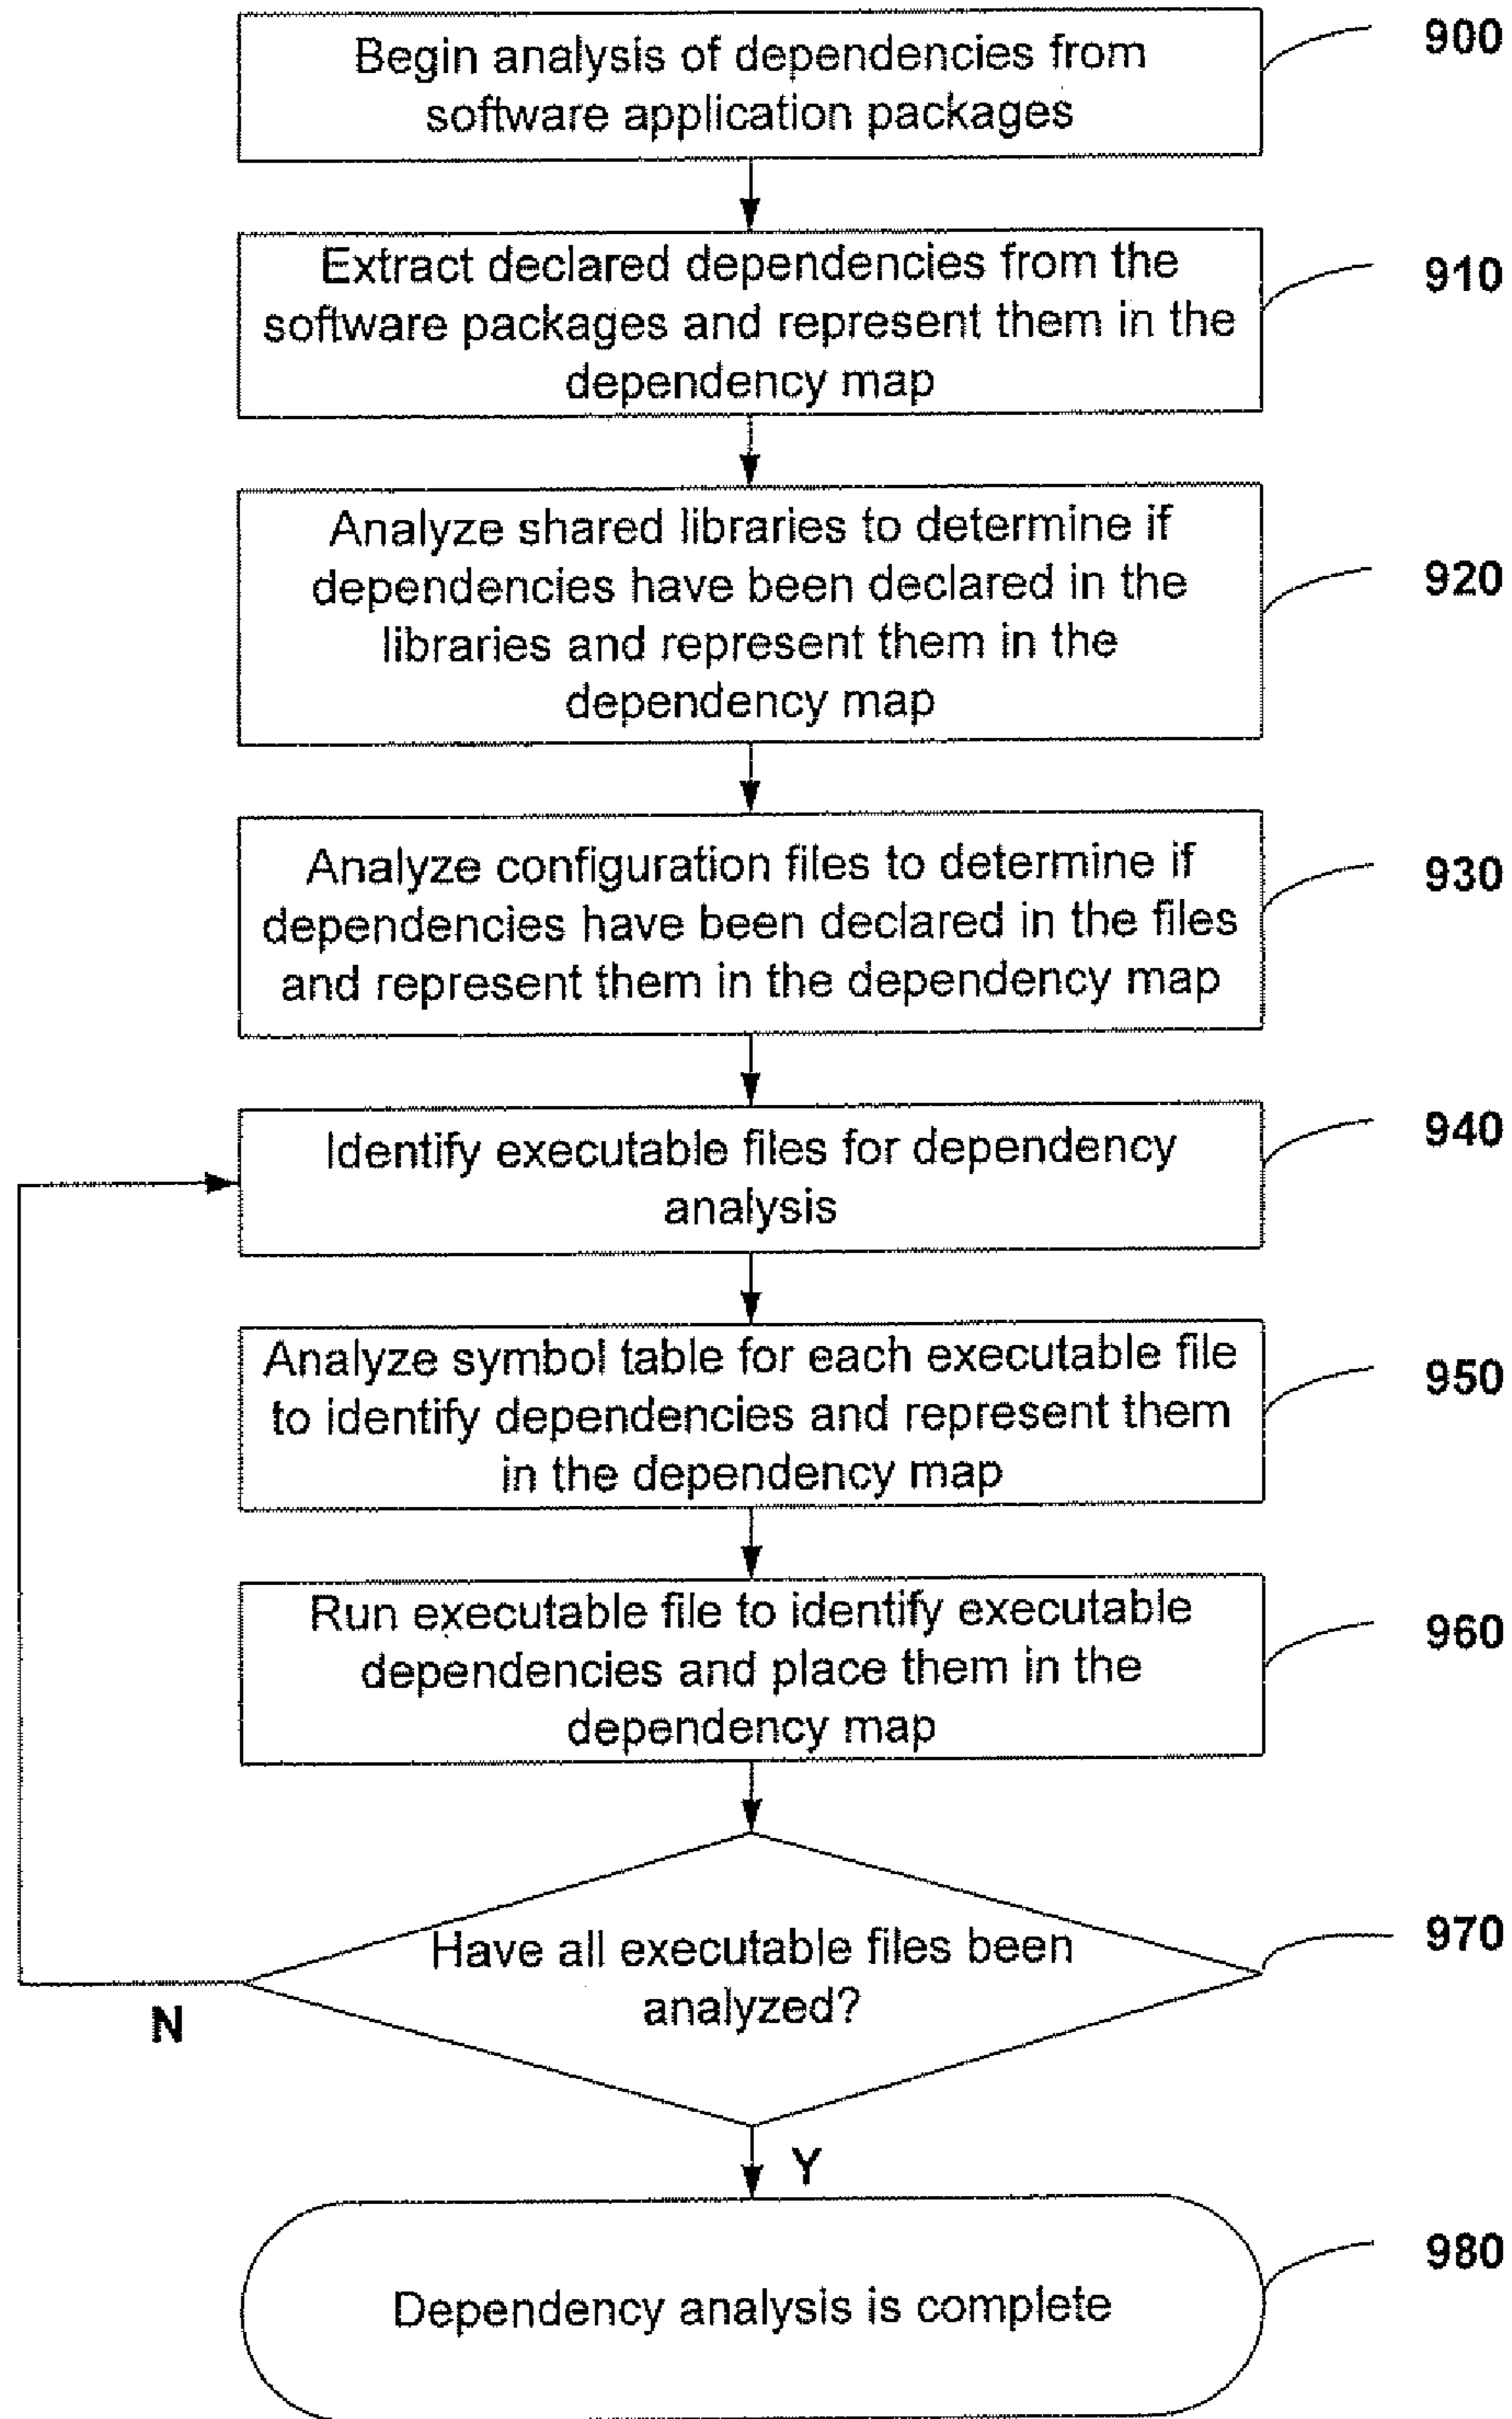 Begin analysis of dependencies from
software application packages
900
Extract declared dependencies from the
software packages and represent them in the
dependency map
910
Analyze shared libraries to determine if
dependencies have been declared in the
libraries and represent them in the
dependency map
920
Analyze configuration files to determine if
dependencies have been declared in the files
and represent them in the dependency map
930
Identify executable files for dependency
analysis
940
Analyze symbol table for each executable file
to identify dependencies and represent them
in the dependency map
950
Run executable file to identify executable
dependencies and place them in the
dependency map
960
Have all executable files been
analyzed?
970
N
Y
Dependency analysis is complete
980